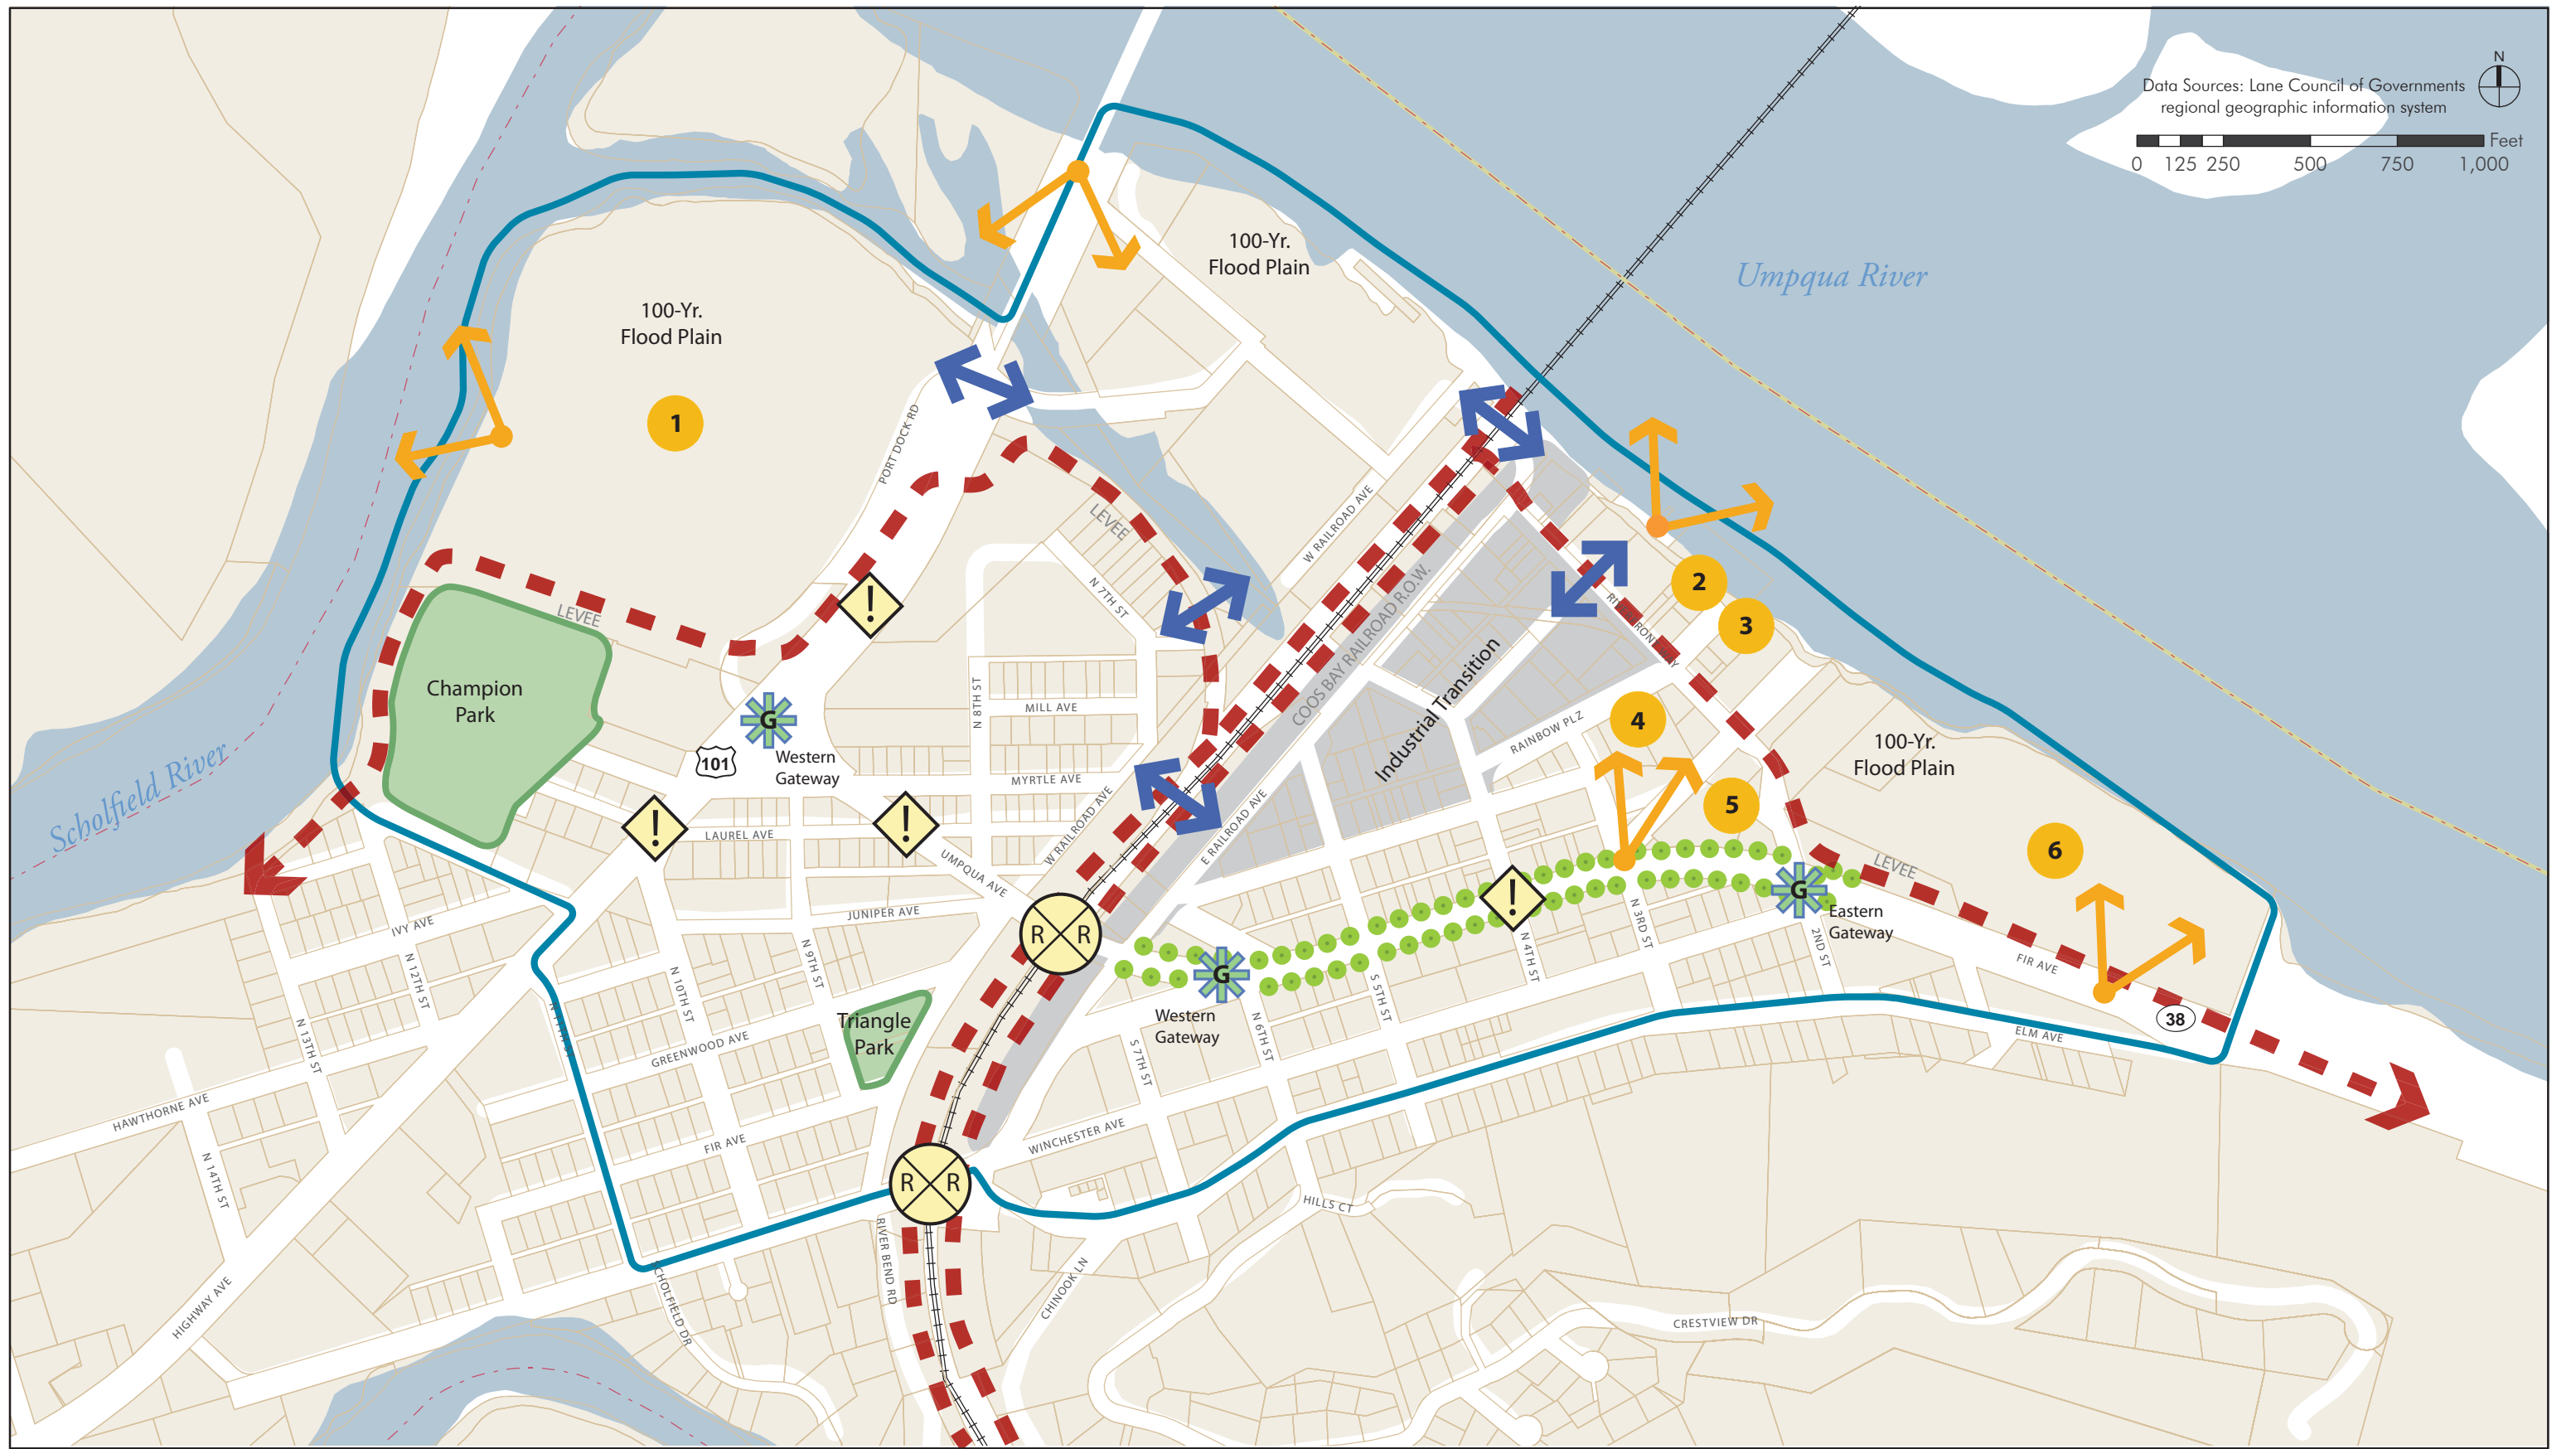 N
Data Sources: Lane Council of Governments
regional geographic information system
Feet
0 125 250 500 750 1,000
Umpqua River
100-Yr.
Flood Plain
100-Yr.
Flood Plain
1
PORT DOCK RD
LEVEE
W RAILROAD AVE
N 7TH ST
2
3
LEVEE
COOS BAY RAILROAD R.O.W.
Industrial Transition
Champion
Park
N 8TH ST
MILL AVE
G
Western
Gateway
101
4
RAINBOW PLZ
100-Yr.
Flood Plain
Scholfield River
MYRTLE AVE
LAUREL AVE
!
!
!
UMPQUA AVE
W RAILROAD AVE
E RAILROAD AVE
5
6
LEVEE
!
G
Eastern
Gateway
JUNIPER AVE
IVY AVE
R R
N 3RD ST
2ND ST
FIR AVE
N 4TH ST
G
Western
Gateway
N 12TH ST
N 10TH ST
N 9TH ST
S 5TH ST
N 6TH ST
S 7TH ST
38
ELM AVE
Triangle
Park
N 13TH ST
GREENWOOD AVE
HAWTHORNE AVE
FIR AVE
WINCHESTER AVE
N 14TH ST
R R
HILLS CT
RIVER BEND RD
CHINOOK LN
SCHOLFIELD DR
HIGHWAY AVE
CRESTVIEW DR